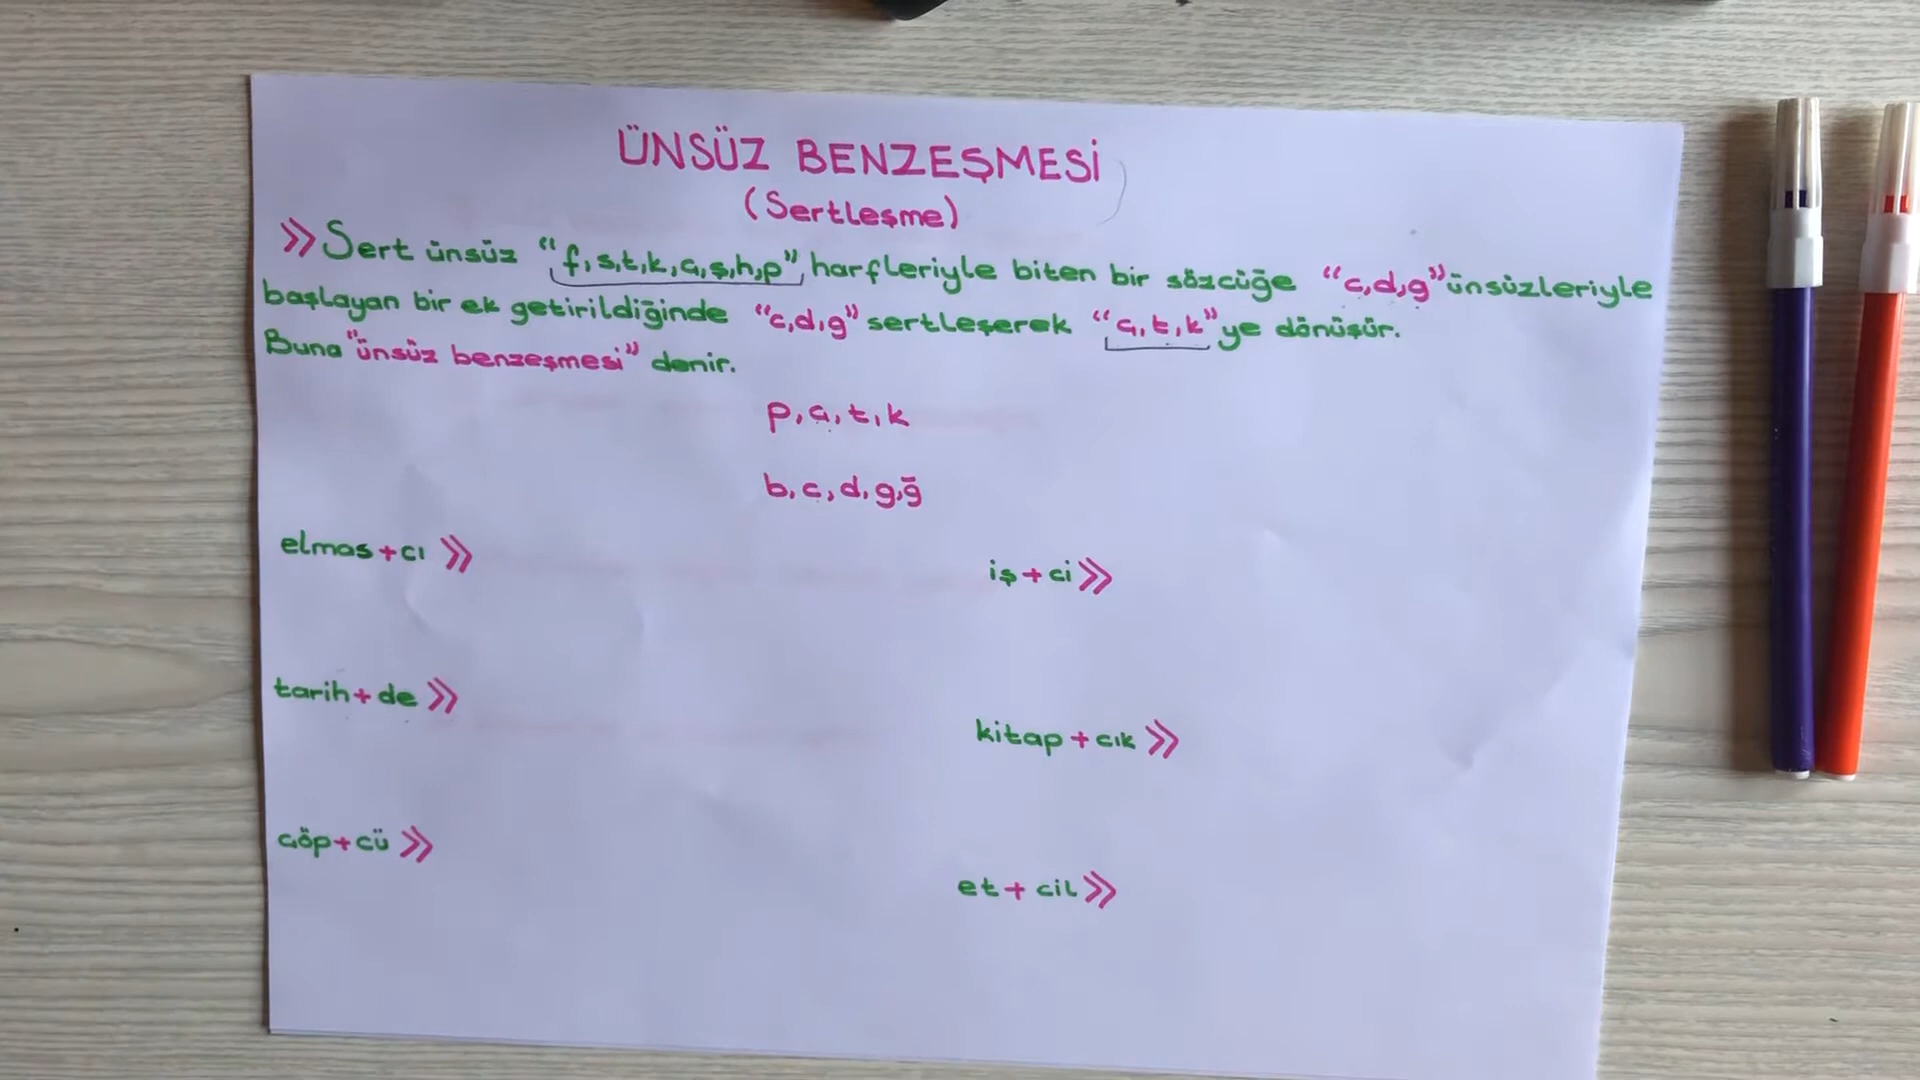 ÜNSÜZ BENZEŞMESİ
(Sertleşme)
» Sert ünsüz "f, s, t, k, ç, ş, h, p" harfleriyle biten bir sözcüğe "c, d, g" ünsüzleriyle
başlayan bir ek getirildiğinde "c, d, g" sertleşerek "ç, t, k" ye dönüşür.
Buna "ünsüz benzeşmesi" denir.
p, ç, t, k
b, c, d, g, ğ
elmas + cı »
iş + ci »
tarih + de »
kitap + cık »
çöp + cü »
et + cil »